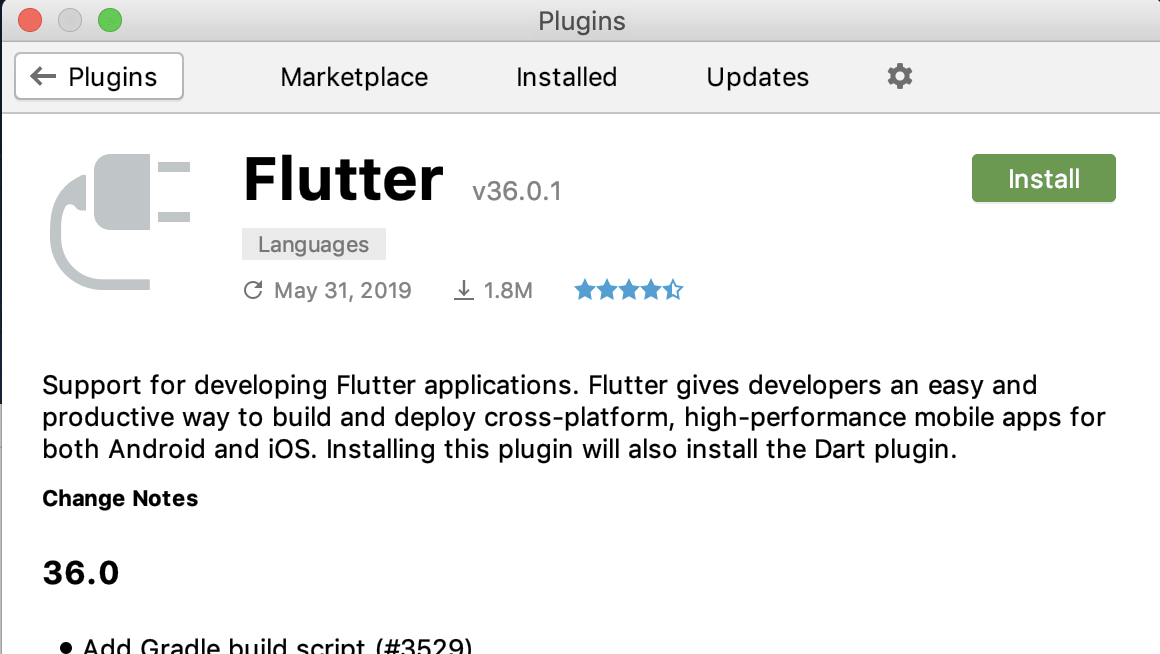 Plugins
Plugins Marketplace Installed Updates
Flutter v36.0.1 Install
Languages
May 31, 2019 1.8M
Support for developing Flutter applications. Flutter gives developers an easy and
productive way to build and deploy cross-platform, high-performance mobile apps for
both Android and iOS. Installing this plugin will also install the Dart plugin.
Change Notes
36.0
• Add Gradle build script (#3529)